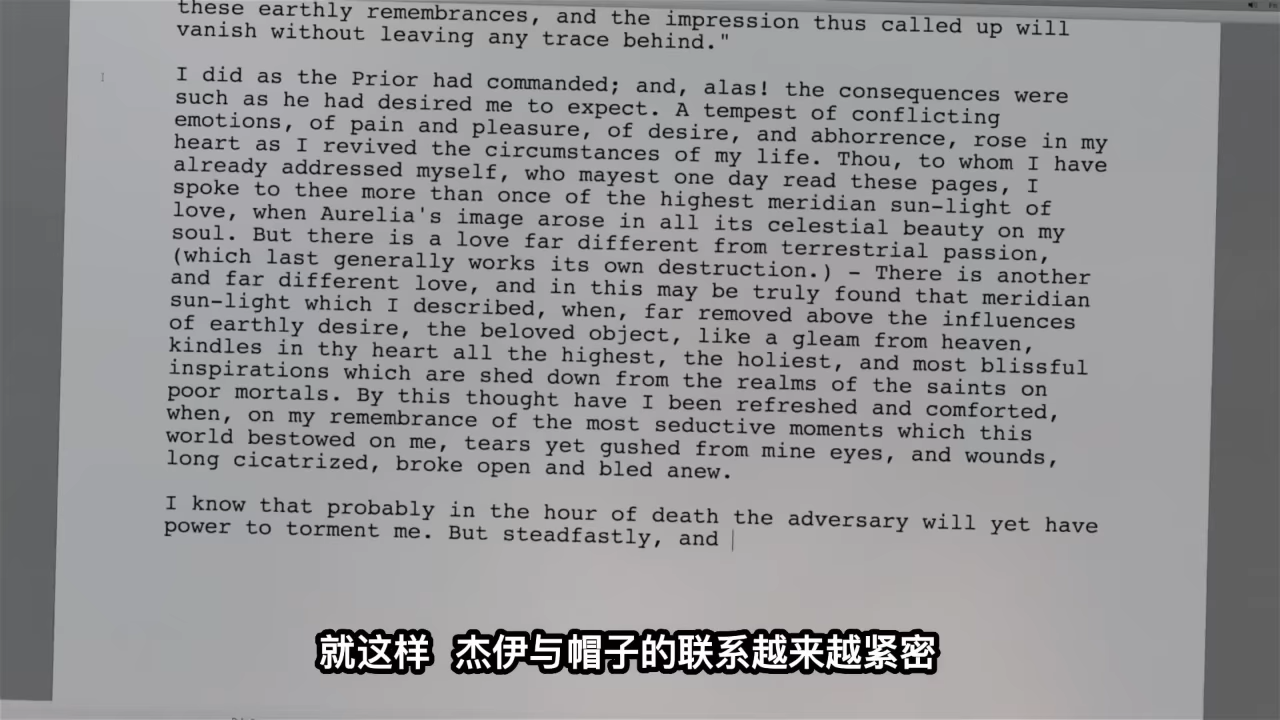 these earthly remembrances, and the impression thus called up will
vanish without leaving any trace behind."
I did as the Prior had commanded; and, alas! the consequences were
such as he had desired me to expect. A tempest of conflicting
emotions, of pain and pleasure, of desire, and abhorrence, rose in my
heart as I revived the circumstances of my life. Thou, to whom I have
already addressed myself, who mayest one day read these pages, I
spoke to thee more than once of the highest meridian sun-light of
love, when Aurelia's image arose in all its celestial beauty on my
soul. But there is a love far different from terrestrial passion,
(which last generally works its own destruction.) - There is another
and far different love, and in this may be truly found that meridian
sun-light which I described, when, far removed above the influences
of earthly desire, the beloved object, like a gleam from heaven,
kindles in thy heart all the highest, the holiest, and most blissful
inspirations which are shed down from the realms of the saints on
poor mortals. By this thought have I been refreshed and comforted,
when, on my remembrance of the most seductive moments which this
world bestowed on me, tears yet gushed from mine eyes, and wounds,
long cicatrized, broke open and bled anew.
I know that probably in the hour of death the adversary will yet have
power to torment me. But steadfastly, and
就这样 杰伊与帽子的联系越来越紧密